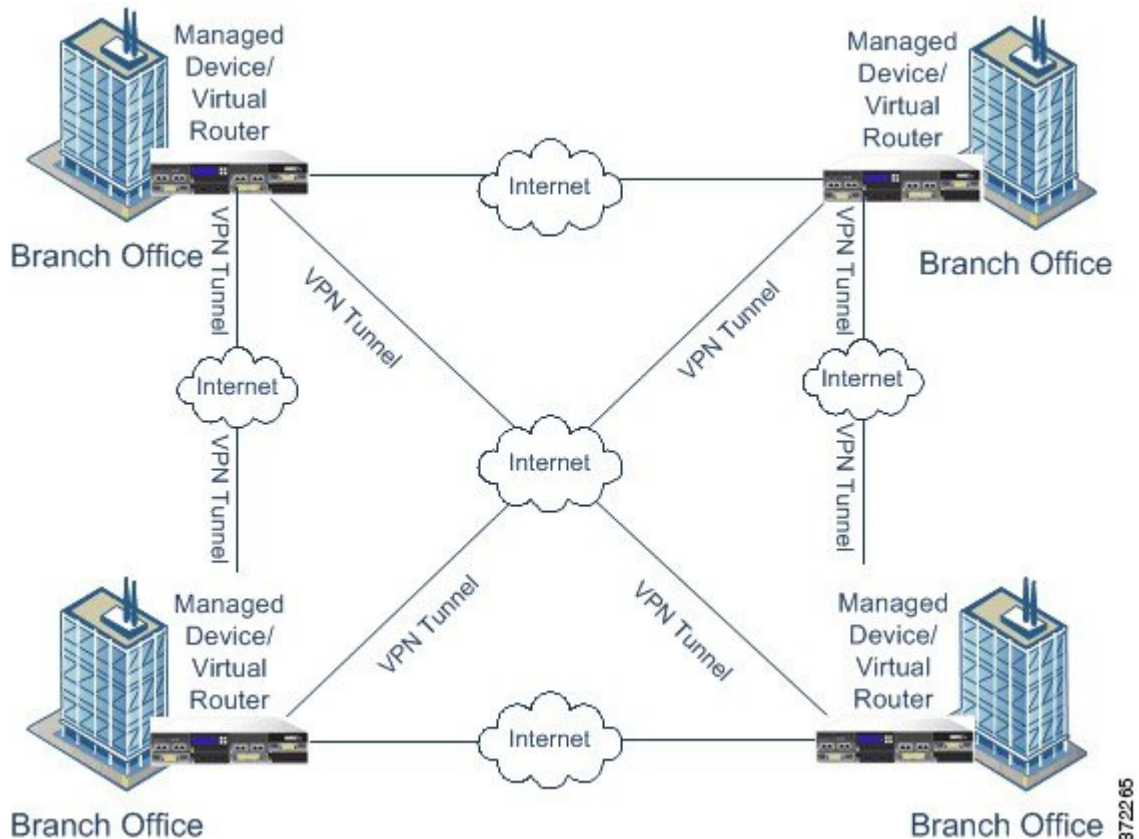 Managed
Device/
Virtual
Router
Managed
Device/
Virtual
Router
Internet
Branch Office
Branch Office
VPN Tunnel
VPN Tunnel
VPN Tunnel
VPN Tunnel
Internet
Internet
Internet
VPN Tunnel
VPN Tunnel
VPN Tunnel
VPN Tunnel
Managed
Device/
Virtual
Router
Managed
Device/
Virtual
Router
Internet
Branch Office
Branch Office
372265